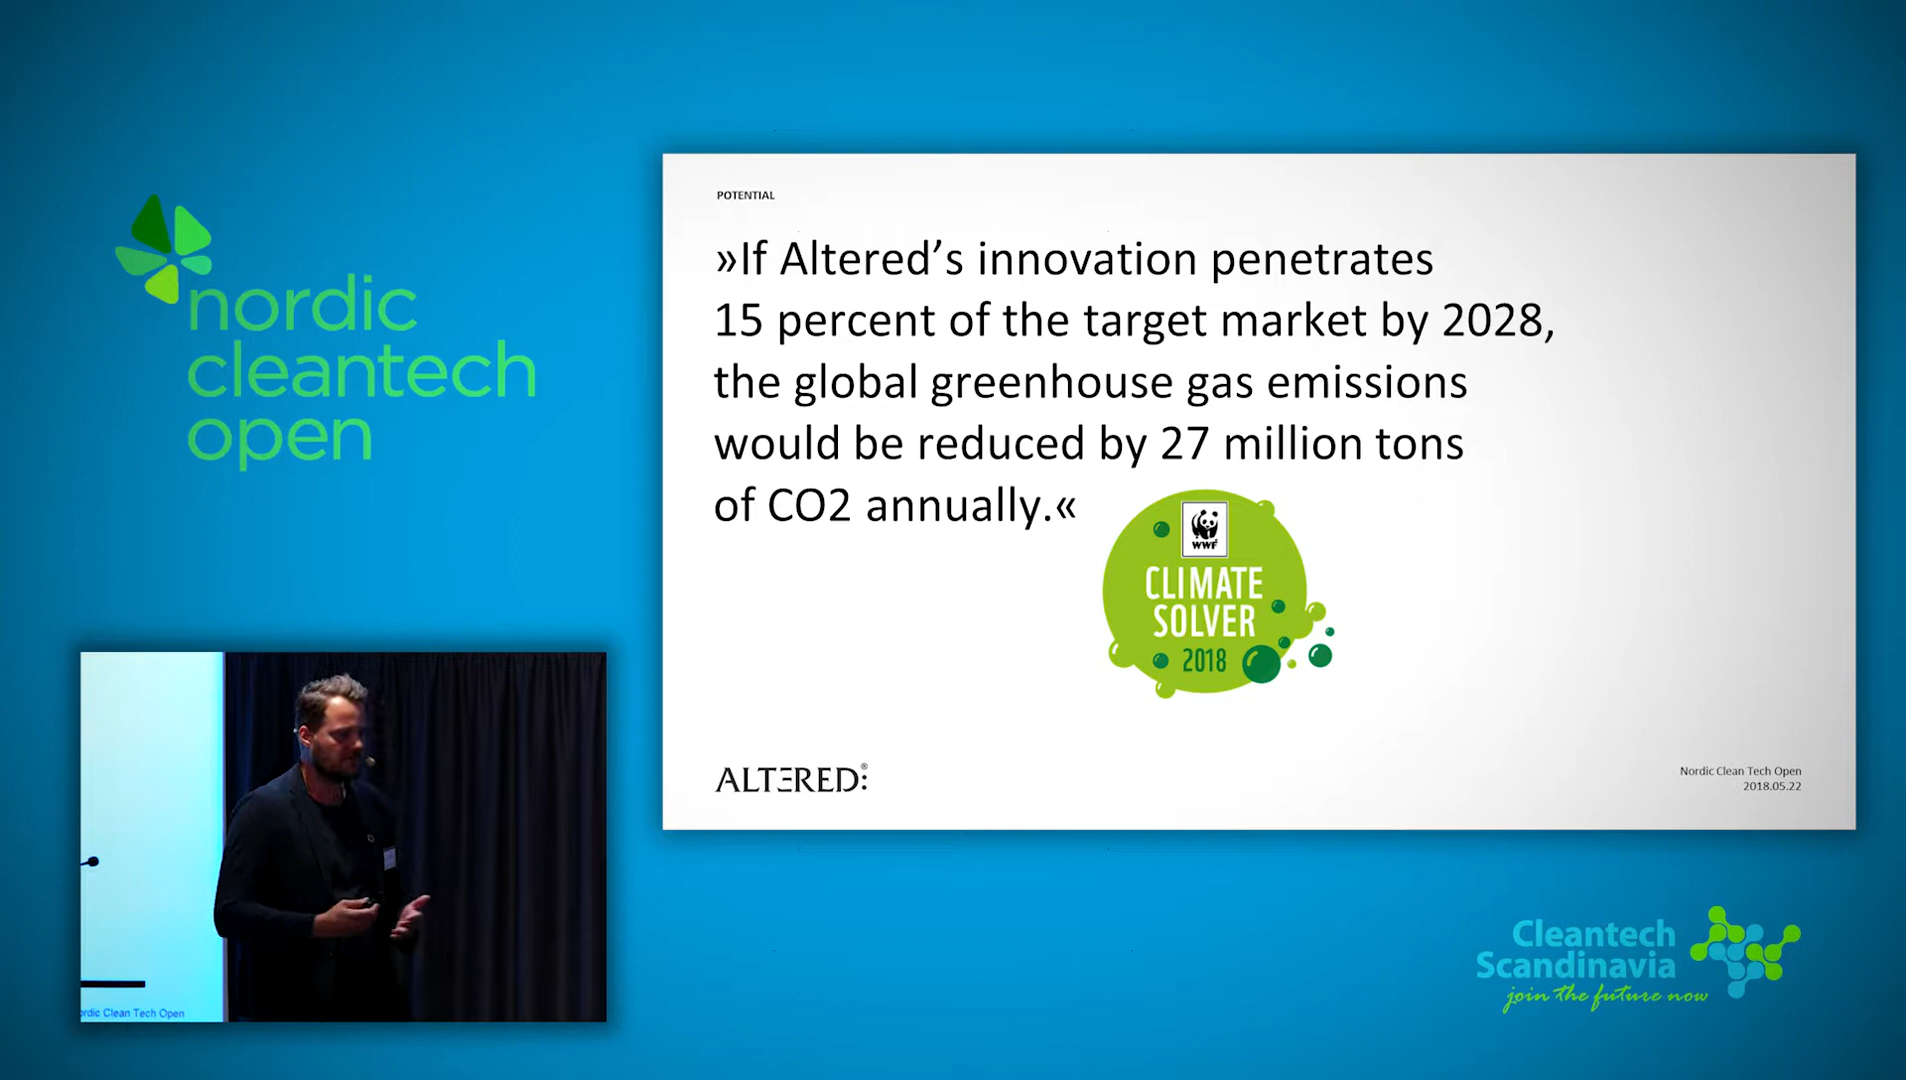 nordic
cleantech
open
POTENTIAL
»If Altered’s innovation penetrates
15 percent of the target market by 2028,
the global greenhouse gas emissions
would be reduced by 27 million tons
of CO2 annually.«
WWF
CLIMATE
SOLVER
2018
ALTERED:®
Nordic Clean Tech Open
2018.05.22
rdic Clean Tech Open
Cleantech
Scandinavia
join the future now